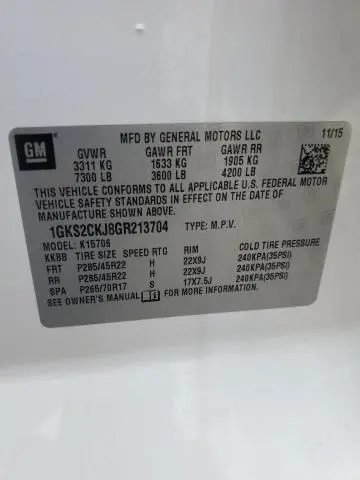 GM
MFD BY GENERAL MOTORS LLC 11/15
GVWR GAWR FRT GAWR RR
3311 KG 1633 KG 1905 KG
7300 LB 3600 LB 4200 LB
THIS VEHICLE CONFORMS TO ALL APPLICABLE U.S. FEDERAL MOTOR
VEHICLE SAFETY STANDARDS IN EFFECT ON THE DATE OF
MANUFACTURE SHOWN ABOVE.
1GKS2CKJ8GR213704 TYPE: M.P.V.
MODEL: K15706
KKBB TIRE SIZE SPEED RTG RIM COLD TIRE PRESSURE
FRT P285/45R22 H 22X9J 240KPA(35PSI)
RR P285/45R22 H 22X9J 240KPA(35PSI)
SPA P265/70R17 S 17X7.5J 240KPA(35PSI)
SEE OWNER'S MANUAL FOR MORE INFORMATION.